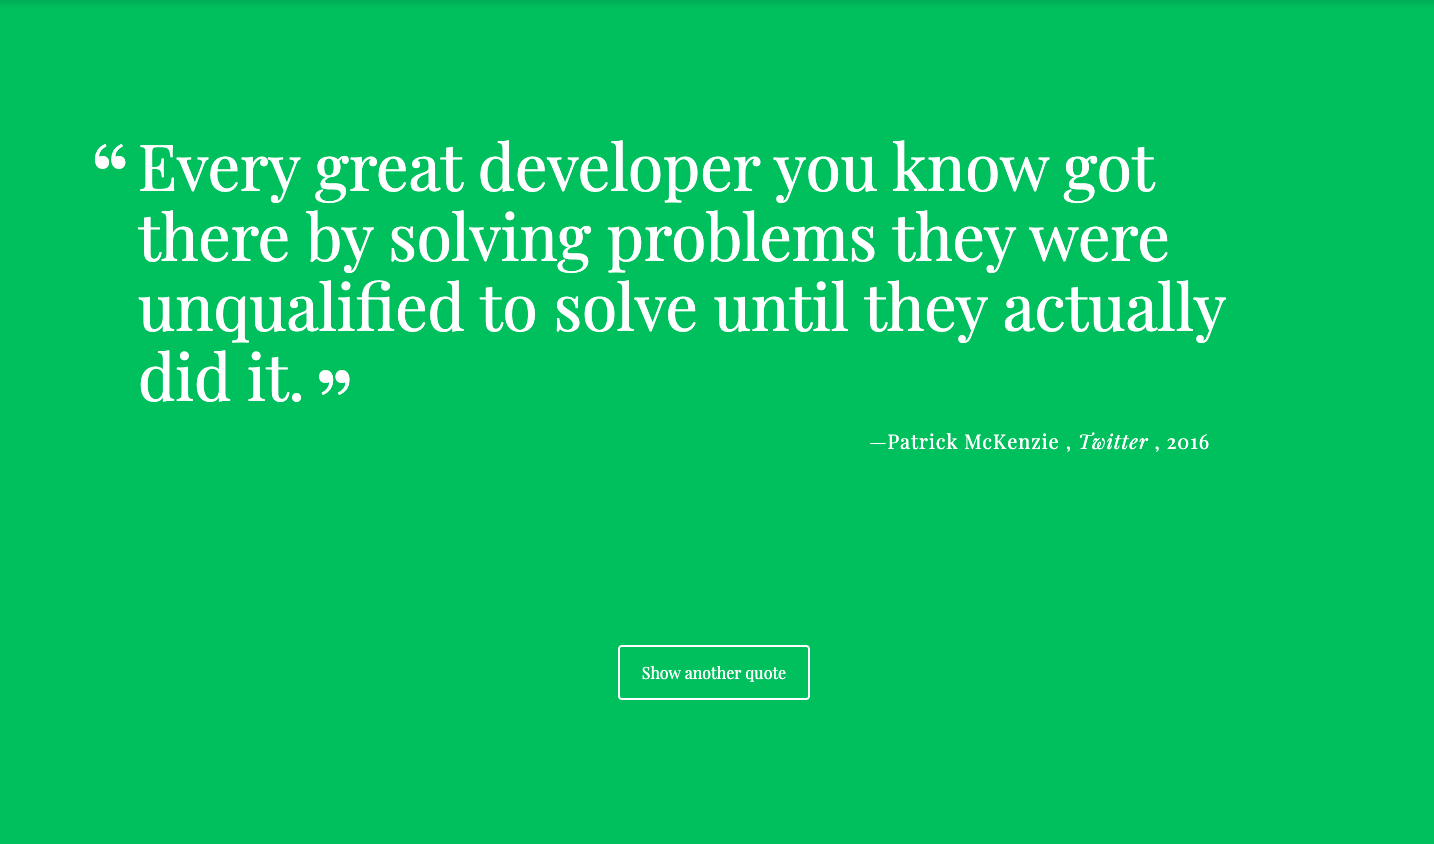 “Every great developer you know got
there by solving problems they were
unqualified to solve until they actually
did it. ”
—Patrick McKenzie , Twitter , 2016
Show another quote